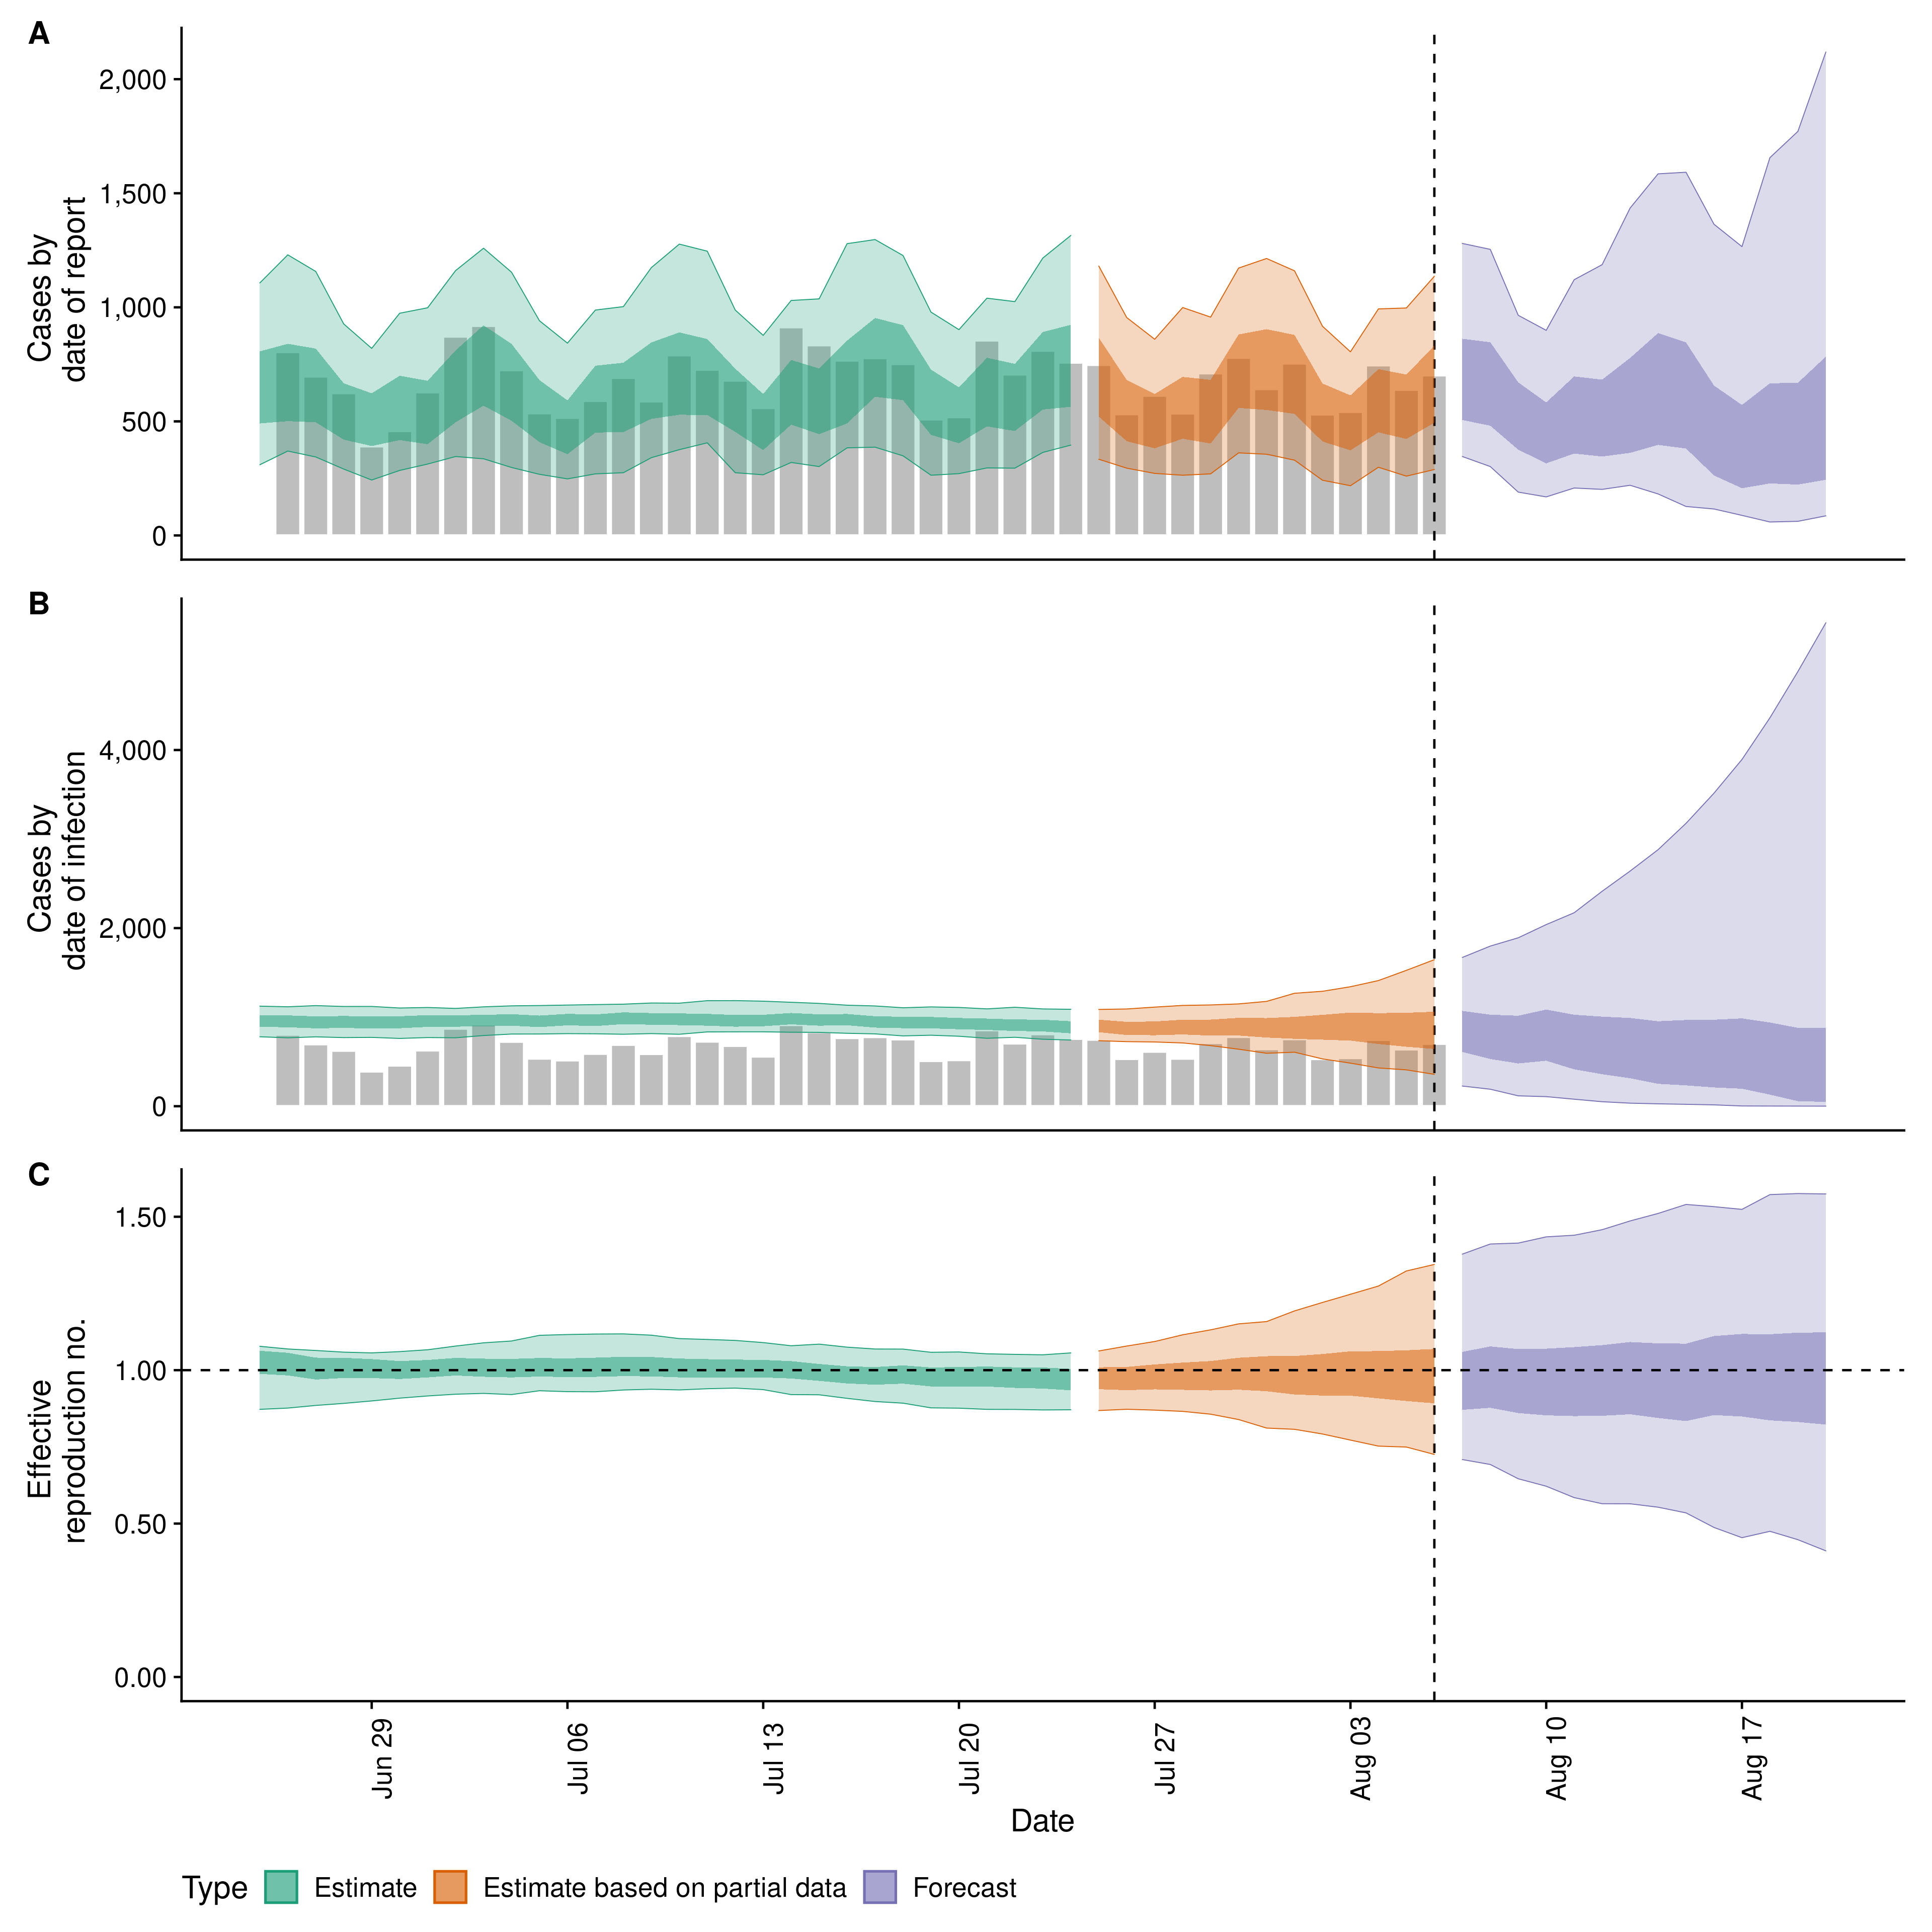 A
Cases by
date of report
2,000
1,500
1,000
500
0
B
Cases by
date of infection
4,000
2,000
0
C
Effective
reproduction no.
1.50
1.00
0.50
0.00
Jun 29
Jul 06
Jul 13
Jul 20
Jul 27
Aug 03
Aug 10
Aug 17
Date
Type Estimate Estimate based on partial data Forecast